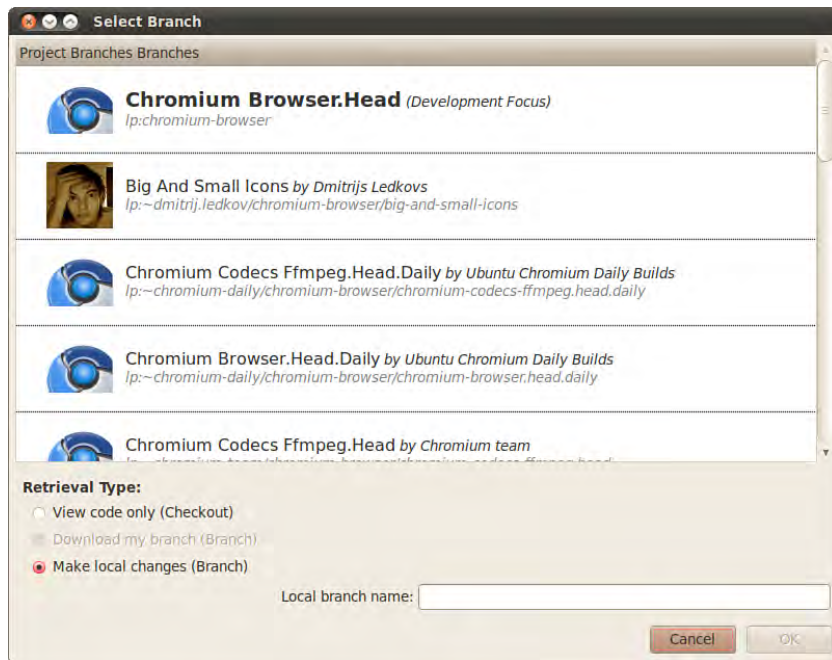 Select Branch
Project Branches Branches
Chromium Browser.Head (Development Focus)
lp:chromium-browser
Big And Small Icons by Dmitrijs Ledkovs
lp:~dmitrij.ledkov/chromium-browser/big-and-small-icons
Chromium Codecs Ffmpeg.Head.Daily by Ubuntu Chromium Daily Builds
lp:~chromium-daily/chromium-browser/chromium-codecs-ffmpeg.head.daily
Chromium Browser.Head.Daily by Ubuntu Chromium Daily Builds
lp:~chromium-daily/chromium-browser/chromium-browser.head.daily
Chromium Codecs Ffmpeg.Head by Chromium team
Retrieval Type:
View code only (Checkout)
Download my branch (Branch)
Make local changes (Branch)
Local branch name:
Cancel OK